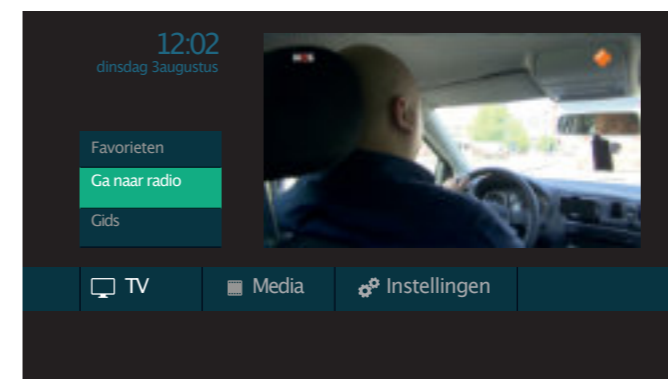 12:02
dinsdag 3augustus
Favorieten
Ga naar radio
Gids
TV
Media
Instellingen